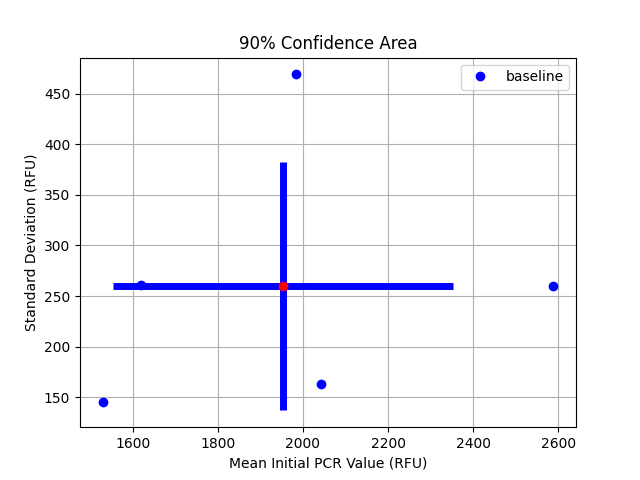 90% Confidence Area
baseline
450
400
350
300
250
200
150
Standard Deviation (RFU)
1600 1800 2000 2200 2400 2600
Mean Initial PCR Value (RFU)